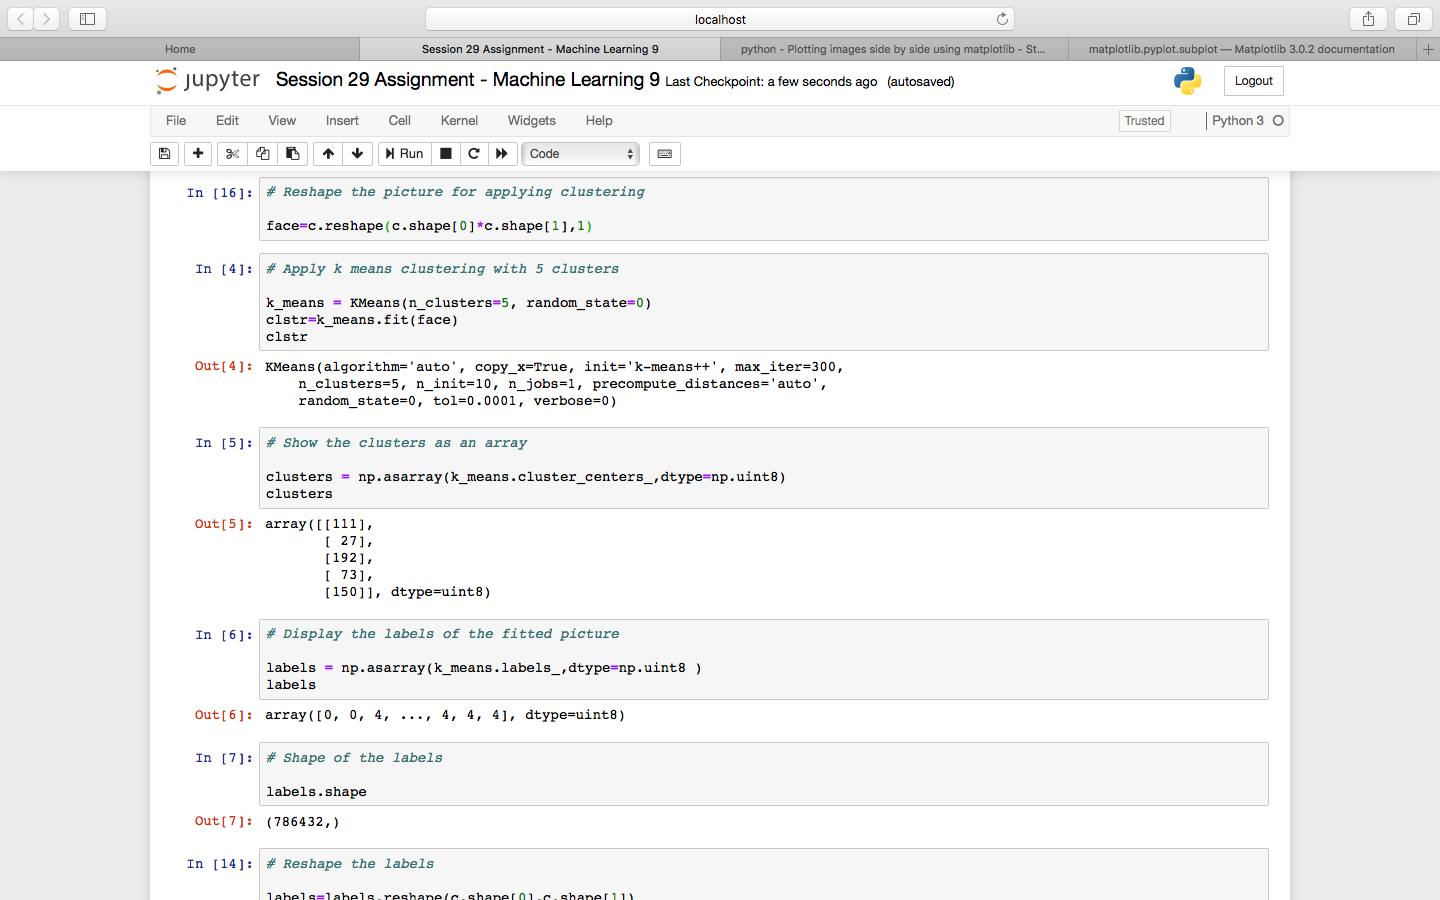 localhost
Home
Session 29 Assignment - Machine Learning 9
python - Plotting images side by side using matplotlib - St...
matplotlib.pyplot.subplot — Matplotlib 3.0.2 documentation
jupyter Session 29 Assignment - Machine Learning 9 Last Checkpoint: a few seconds ago (autosaved)
Logout
File Edit View Insert Cell Kernel Widgets Help
Trusted
Python 3
Run
Code
In [16]: # Reshape the picture for applying clustering
face=c.reshape(c.shape[0]*c.shape[1],1)
In [4]: # Apply k means clustering with 5 clusters
k_means = KMeans(n_clusters=5, random_state=0)
clstr=k_means.fit(face)
clstr
Out[4]: KMeans(algorithm='auto', copy_x=True, init='k-means++', max_iter=300,
n_clusters=5, n_init=10, n_jobs=1, precompute_distances='auto',
random_state=0, tol=0.0001, verbose=0)
In [5]: # Show the clusters as an array
clusters = np.asarray(k_means.cluster_centers_,dtype=np.uint8)
clusters
Out[5]: array([[111],
[ 27],
[192],
[ 73],
[150]], dtype=uint8)
In [6]: # Display the labels of the fitted picture
labels = np.asarray(k_means.labels_,dtype=np.uint8 )
labels
Out[6]: array([0, 0, 4, ..., 4, 4, 4], dtype=uint8)
In [7]: # Shape of the labels
labels.shape
Out[7]: (786432,)
In [14]: # Reshape the labels
labels=labels.reshape(c.shape[0],c.shape[1])